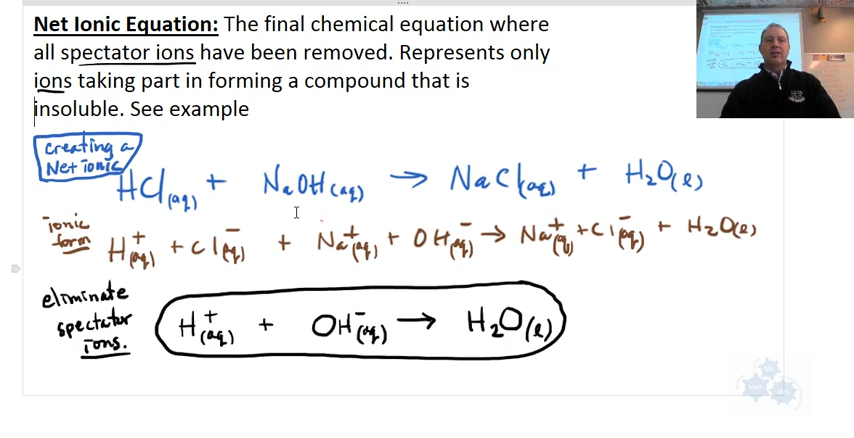 Net Ionic Equation: The final chemical equation where
all spectator ions have been removed. Represents only
ions taking part in forming a compound that is
insoluble. See example
Creating a
Net ionic
HCl(aq) + NaOH(aq) → NaCl(aq) + H₂O(l)
ionic
form
H⁺(aq) + Cl⁻(aq) + Na⁺(aq) + OH⁻(aq) → Na⁺(aq) + Cl⁻(aq) + H₂O(l)
eliminate
spectator
ions.
H⁺(aq) + OH⁻(aq) → H₂O(l)